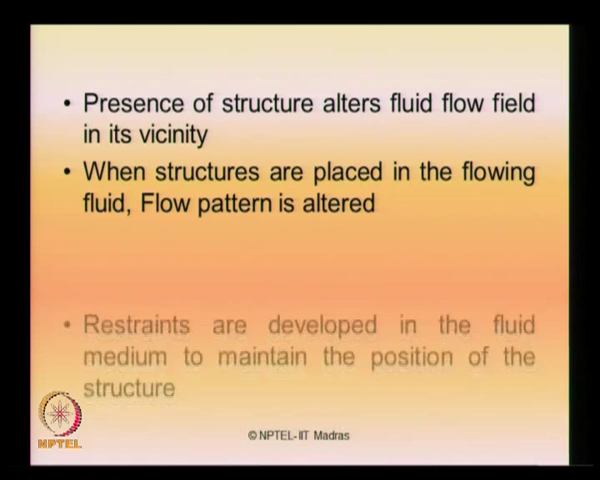 • Presence of structure alters fluid flow field
in its vicinity
• When structures are placed in the flowing
fluid, Flow pattern is altered
• Restraints are developed in the fluid
medium to maintain the position of the
structure
NPTEL
© NPTEL- IIT Madras